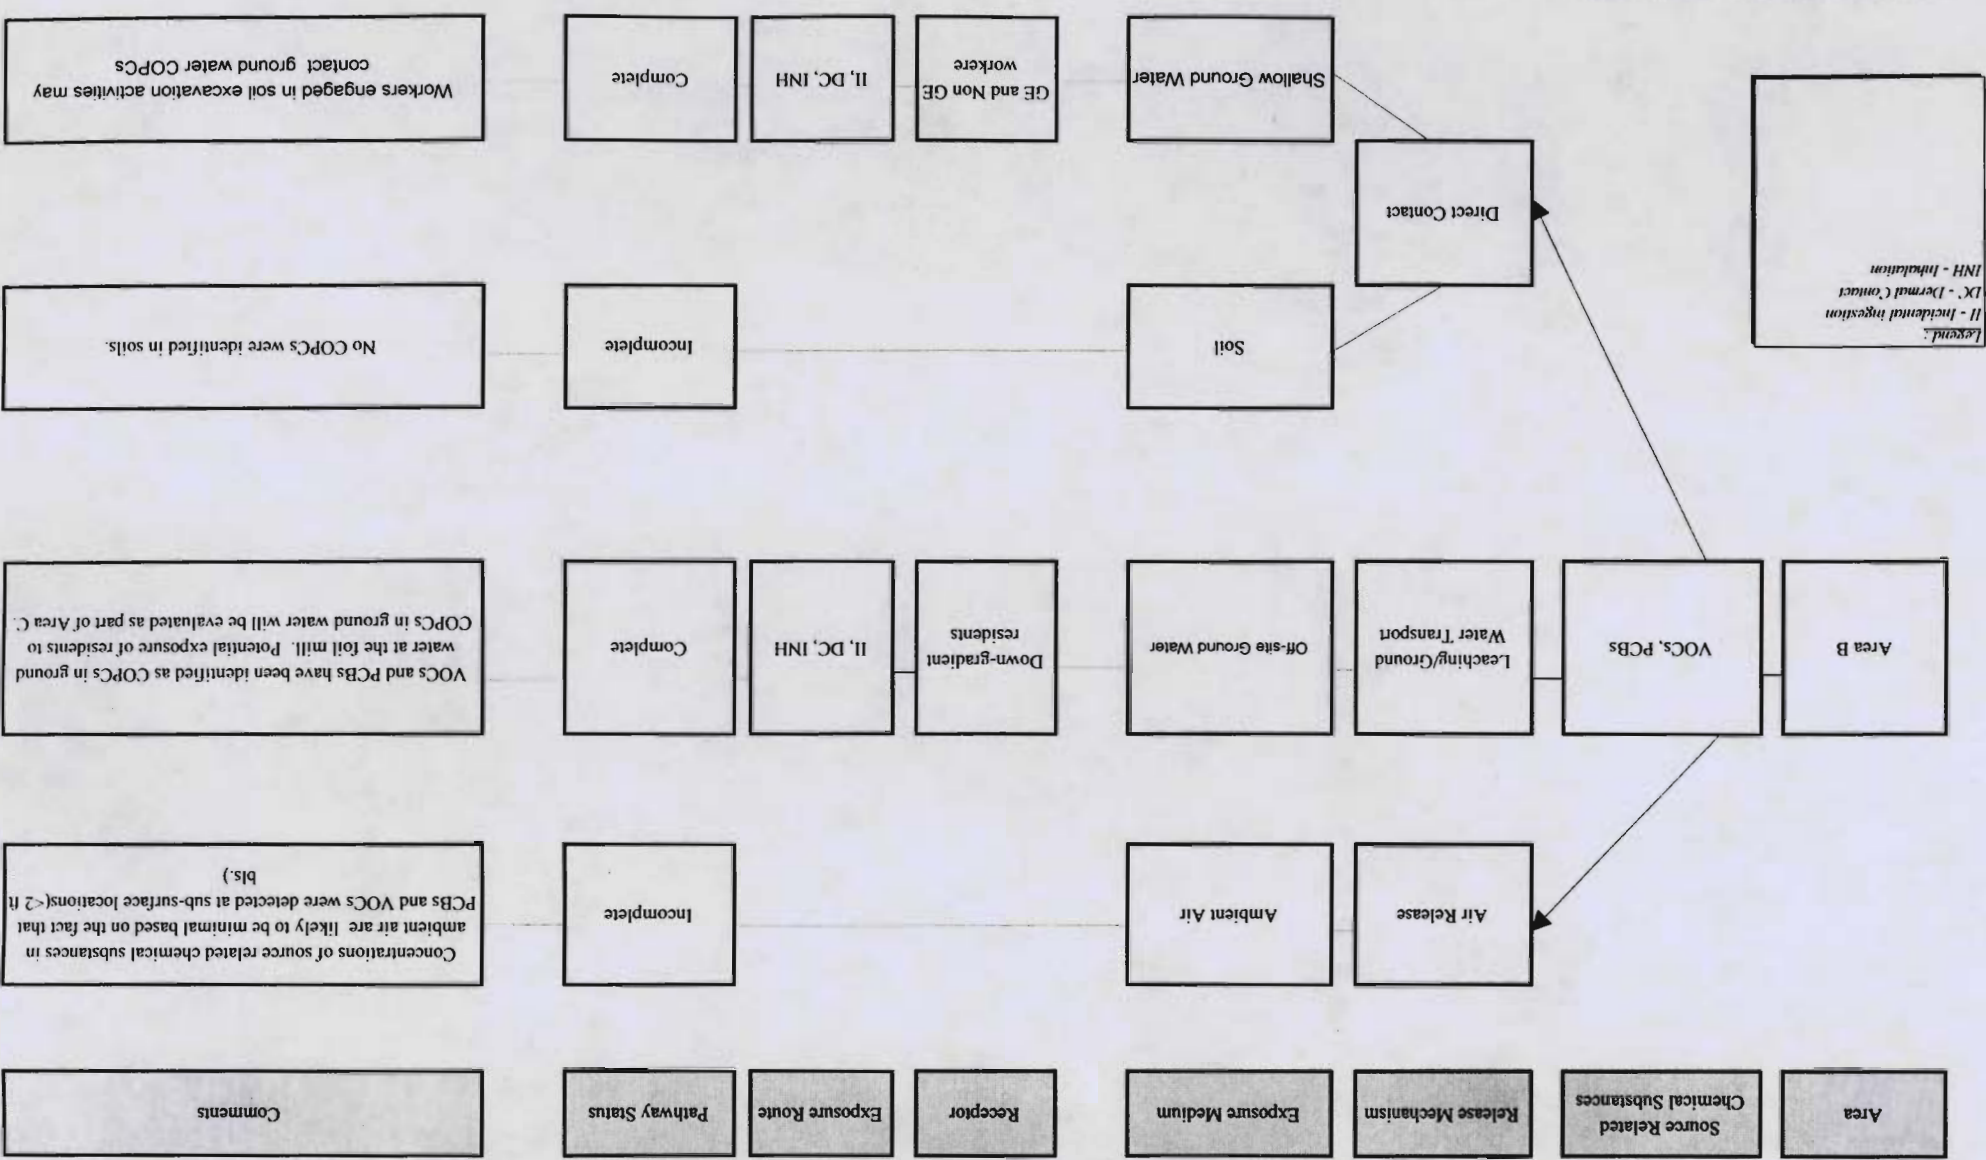 Area
Source Related
Chemical Substances
Release Mechanism
Exposure Medium
Receptor
Exposure Route
Pathway Status
Comments
Air Release
Ambient Air
Incomplete
Concentrations of source related chemical substances in
ambient air are likely to be minimal based on the fact that
PCBs and VOCs were detected at sub-surface locations(<2 ft
bls.)
Area B
VOCs, PCBs
Leaching/Ground
Water Transport
Off-site-Ground Water
Down-gradient
residents
II, DC, INH
Complete
VOCs and PCBs have been identified as COPCs in ground
water at the foil mill. Potential exposure of residents to
COPCs in ground water will be evaluated as part of Area C.
Soil
Incomplete
No COPCs were identified in soils.
Direct Contact
Shallow Ground Water
GE and Non GE
workere
II, DC, INH
Complete
Workers engaged in soil excavation activities may
contact ground water COPCs
Legend :
II - Incidental ingestion
DC - Dermal Contact
INH - Inhalation